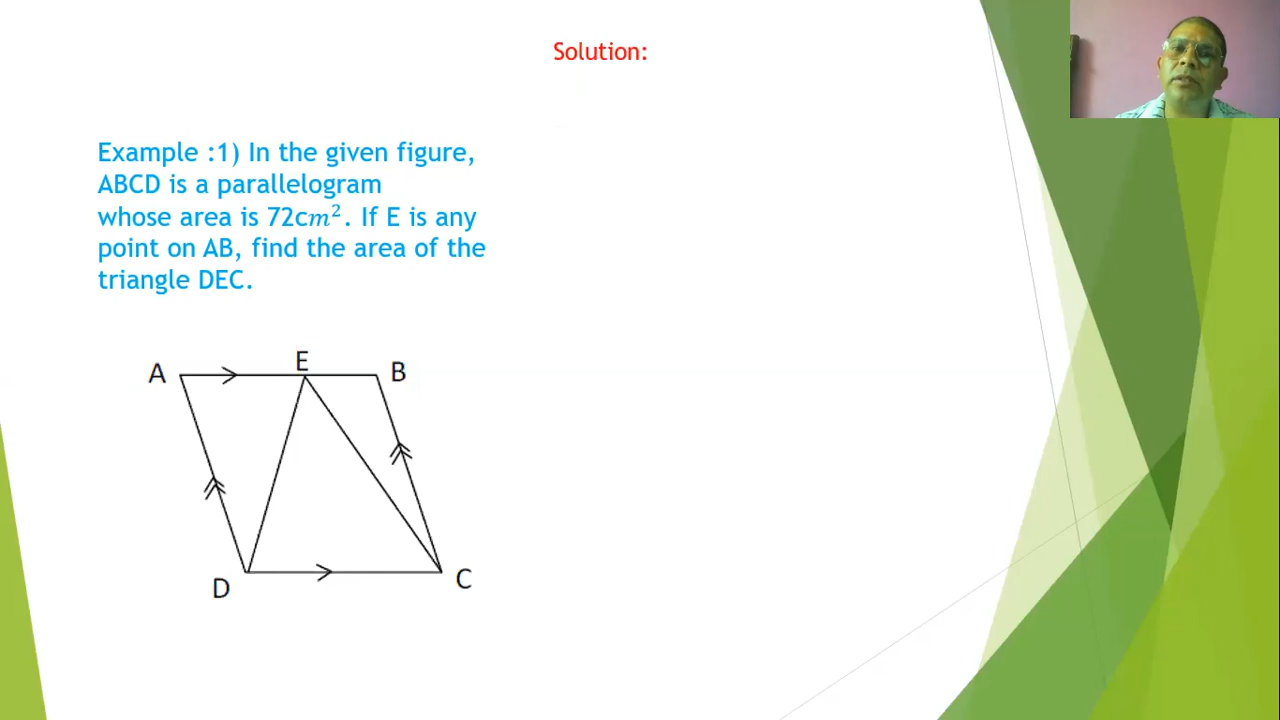 Solution:
Example :1) In the given figure,
ABCD is a parallelogram
whose area is 72c𝑚². If E is any
point on AB, find the area of the
triangle DEC.
A
E
B
D
C